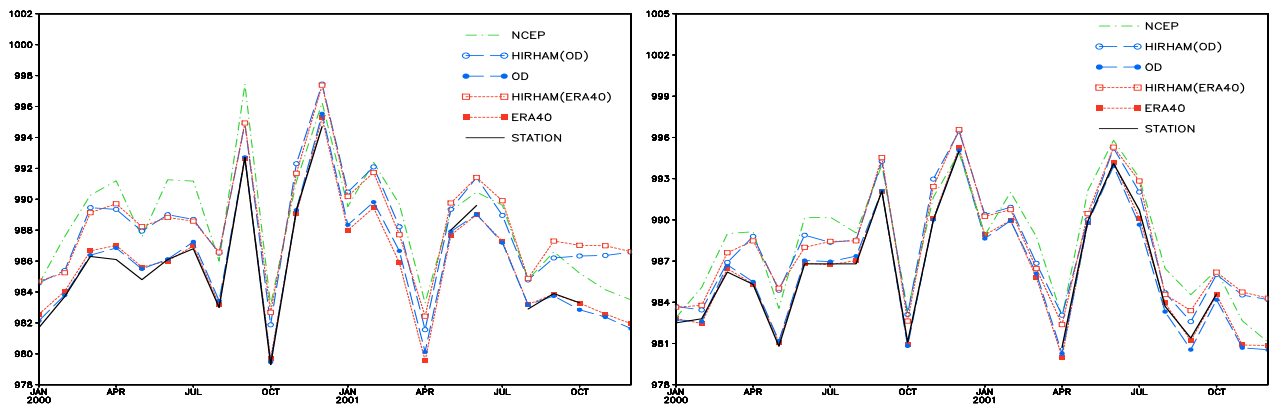 1002
1000
998
996
994
992
990
988
986
984
982
980
978
JAN
2000
APR
JUL
OCT
JAN
2001
APR
JUL
OCT
NCEP
HIRHAM(OD)
OD
HIRHAM(ERA40)
ERA40
STATION
1005
1002
999
996
993
990
987
984
981
978
JAN
2000
APR
JUL
OCT
JAN
2001
APR
JUL
OCT
NCEP
HIRHAM(OD)
OD
HIRHAM(ERA40)
ERA40
STATION